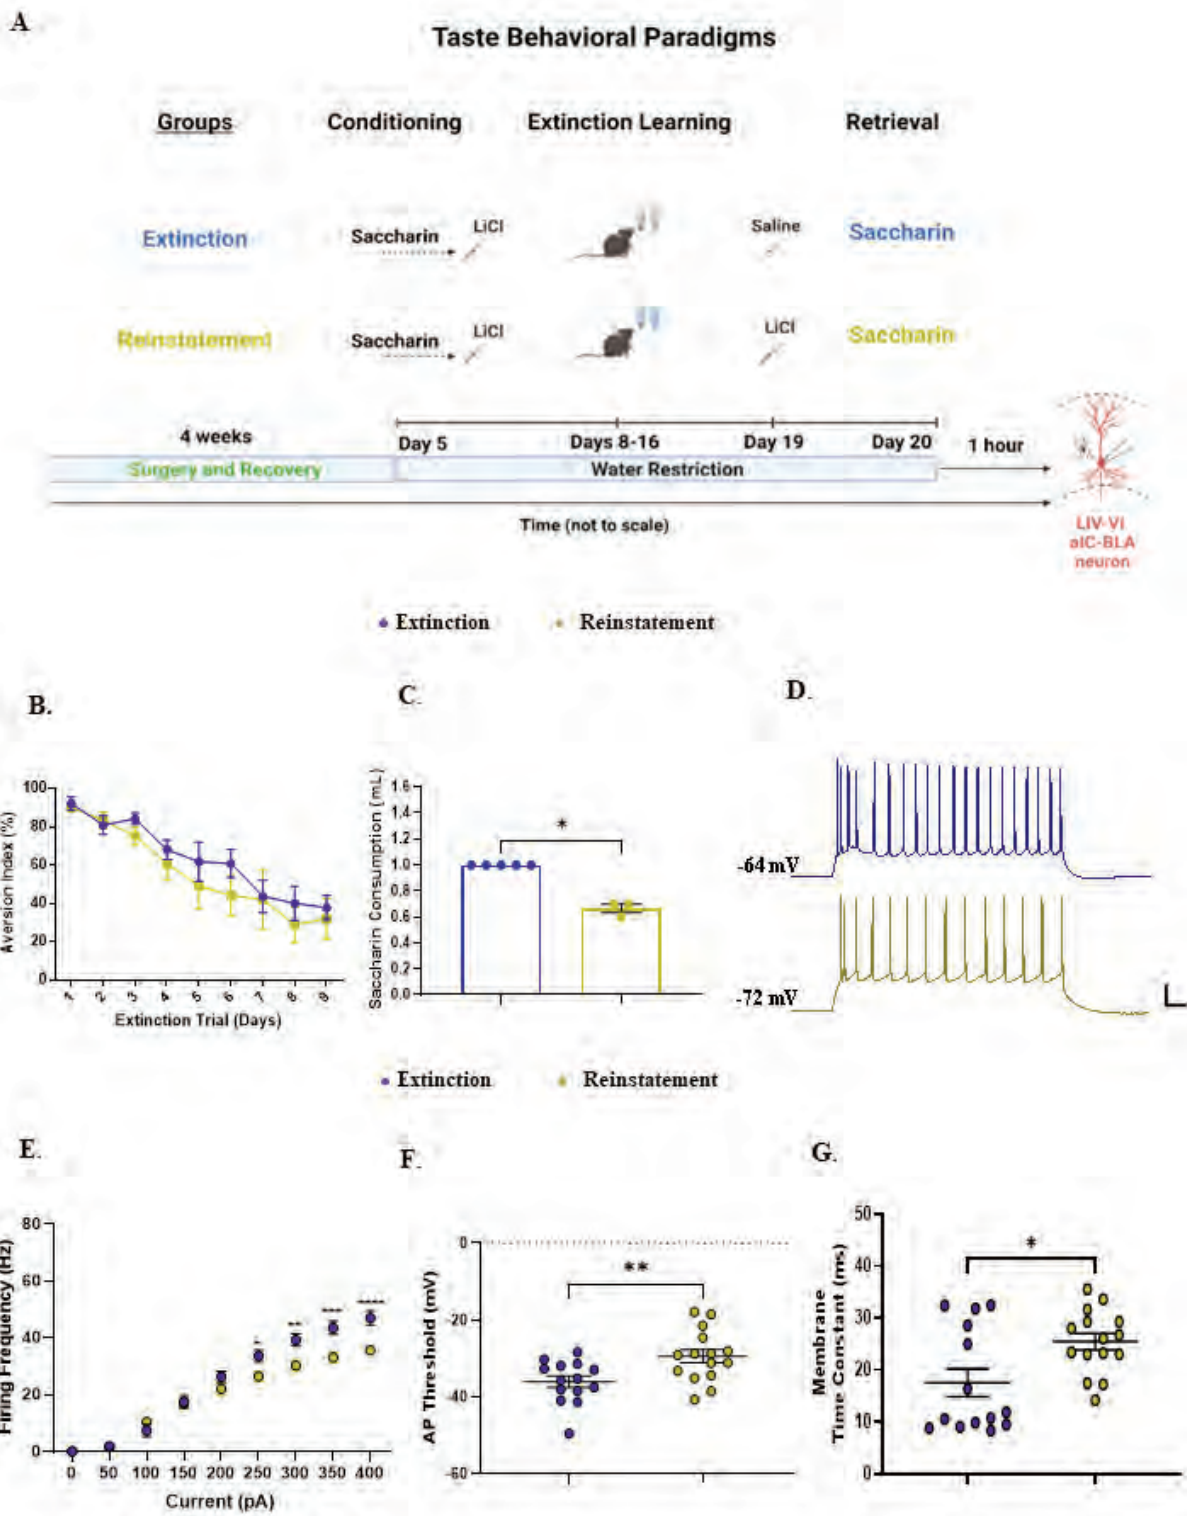 A
Taste Behavioral Paradigms
Groups Conditioning Extinction Learning Retrieval
Extinction Saccharin LiCl Saline Saccharin
Reinstatement Saccharin LiCl LiCl Saccharin
4 weeks Day 5 Days 8-16 Day 19 Day 20 1 hour
Surgery and Recovery Water Restriction
Time (not to scale)
LIV-VI
aIC-BLA
neuron
Extinction Reinstatement
B. C. D.
Aversion Index (%)
100
80
60
40
20
0
1 2 3 4 5 6 7 8 9
Extinction Trial (Days)
Saccharin Consumption (mL)
1.6
1.4
1.2
1.0
0.8
0.6
0.4
0.2
0.0
*
-64 mV
-72 mV
Extinction Reinstatement
E. F. G.
Firing Frequency (Hz)
80
60
40
20
0
* ** *** ****
0 50 100 150 200 250 300 350 400
Current (pA)
AP Threshold (mV)
0
-20
-40
-60
**
Membrane
Time Constant (ms)
50
40
30
20
10
0
*